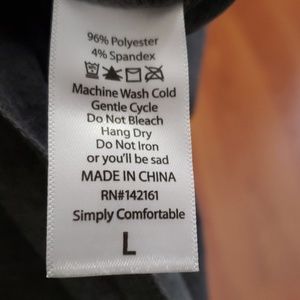 96% Polyester
4% Spandex
Machine Wash Cold
Gentle Cycle
Do Not Bleach
Hang Dry
Do Not Iron
or you'll be sad
MADE IN CHINA
RN#142161
Simply Comfortable
L